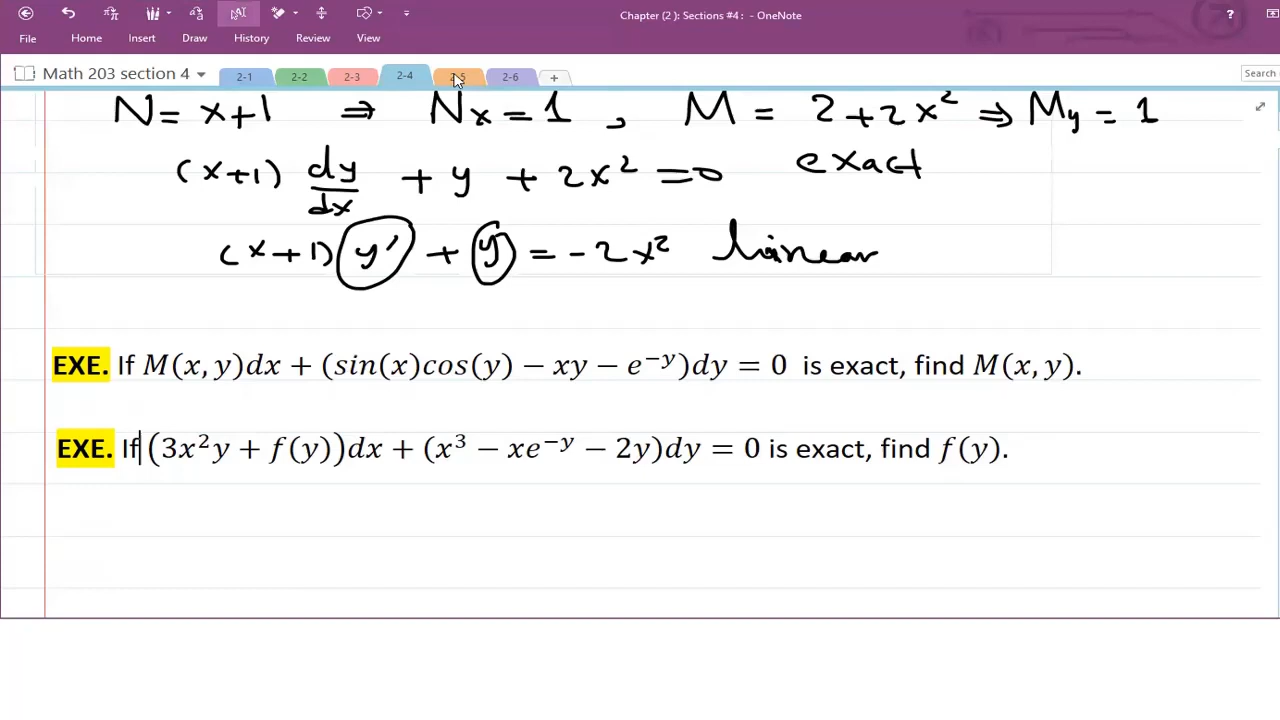 Chapter (2 ): Sections #4 : - OneNote
?
File Home Insert Draw History Review View
Math 203 section 4
2-1 2-2 2-3 2-4 2-5 2-6 +
Search
N = x+1 ⇒ Nx = 1 , M = 2+2x² ⇒ My = 1
(x+1) dy/dx + y + 2x² = 0 exact
(x+1) y' + y = -2x² linear
EXE. If M(x, y)dx + (sin(x)cos(y) − xy − e⁻ʸ)dy = 0 is exact, find M(x, y).
EXE. If (3x²y + f(y))dx + (x³ − xe⁻ʸ − 2y)dy = 0 is exact, find f(y).